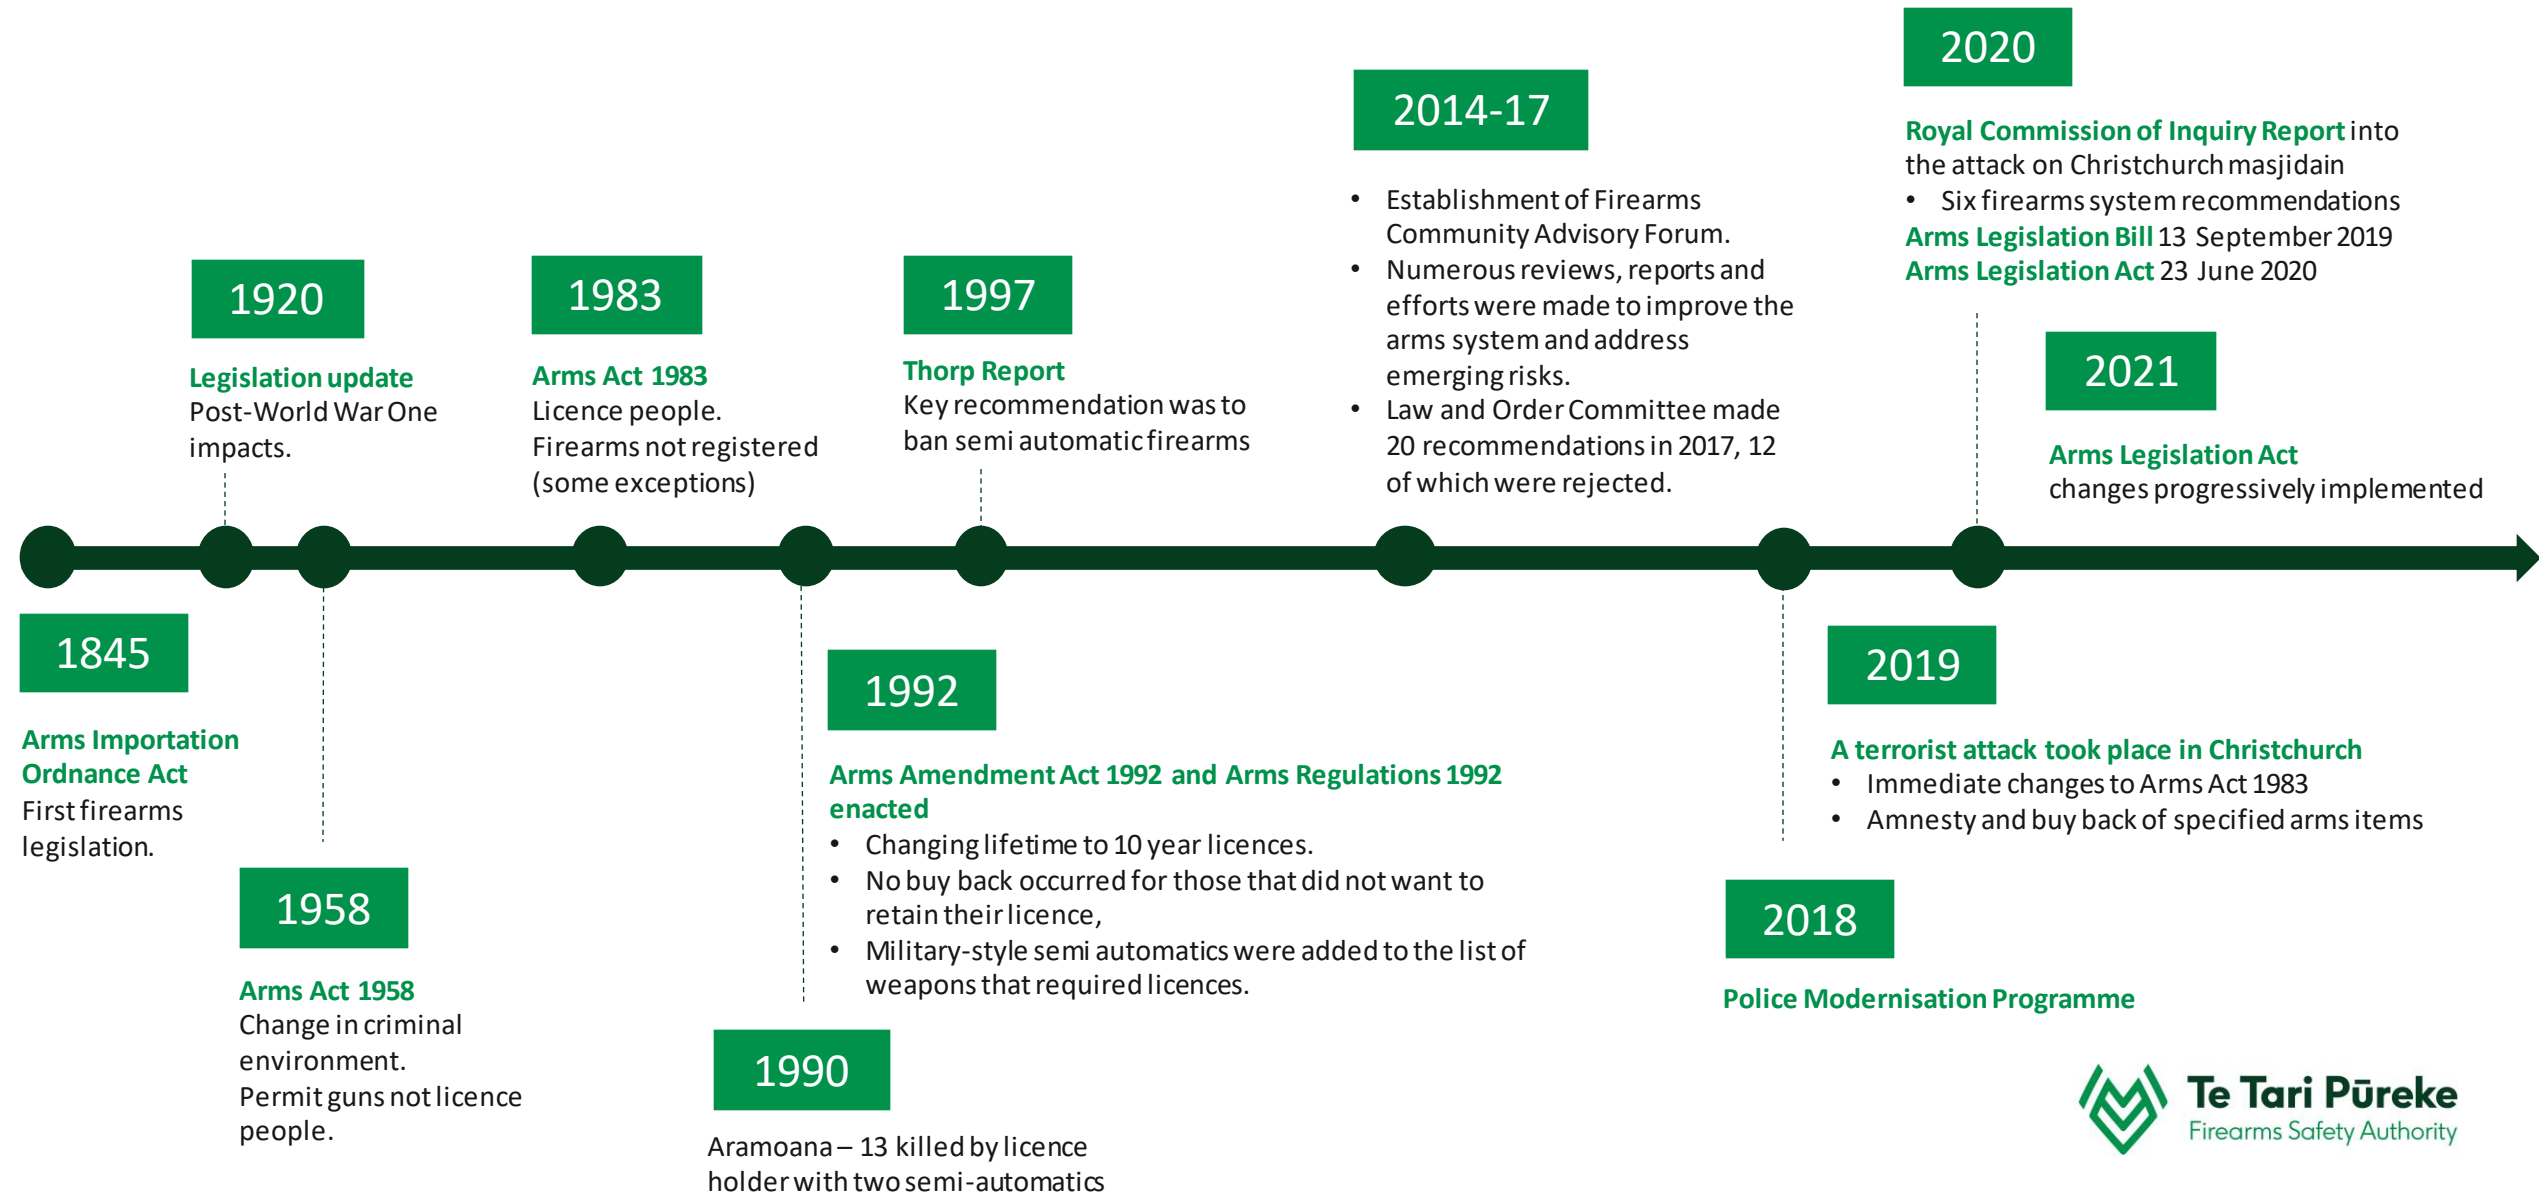 1845
Arms Importation
Ordnance Act
First firearms
legislation.
1920
Legislation update
Post-World War One
impacts.
1958
Arms Act 1958
Change in criminal
environment.
Permit guns not licence
people.
1983
Arms Act 1983
Licence people.
Firearms not registered
(some exceptions)
1990
Aramoana – 13 killed by licence
holder with two semi-automatics
1992
Arms Amendment Act 1992 and Arms Regulations 1992
enacted
• Changing lifetime to 10 year licences.
• No buy back occurred for those that did not want to
retain their licence,
• Military-style semi automatics were added to the list of
weapons that required licences.
1997
Thorp Report
Key recommendation was to
ban semi automatic firearms
2014-17
• Establishment of Firearms
Community Advisory Forum.
• Numerous reviews, reports and
efforts were made to improve the
arms system and address
emerging risks.
• Law and Order Committee made
20 recommendations in 2017, 12
of which were rejected.
2018
Police Modernisation Programme
2019
A terrorist attack took place in Christchurch
• Immediate changes to Arms Act 1983
• Amnesty and buy back of specified arms items
2020
Royal Commission of Inquiry Report into
the attack on Christchurch masjidain
• Six firearms system recommendations
Arms Legislation Bill 13 September 2019
Arms Legislation Act 23 June 2020
2021
Arms Legislation Act
changes progressively implemented
Te Tari Pūreke
Firearms Safety Authority